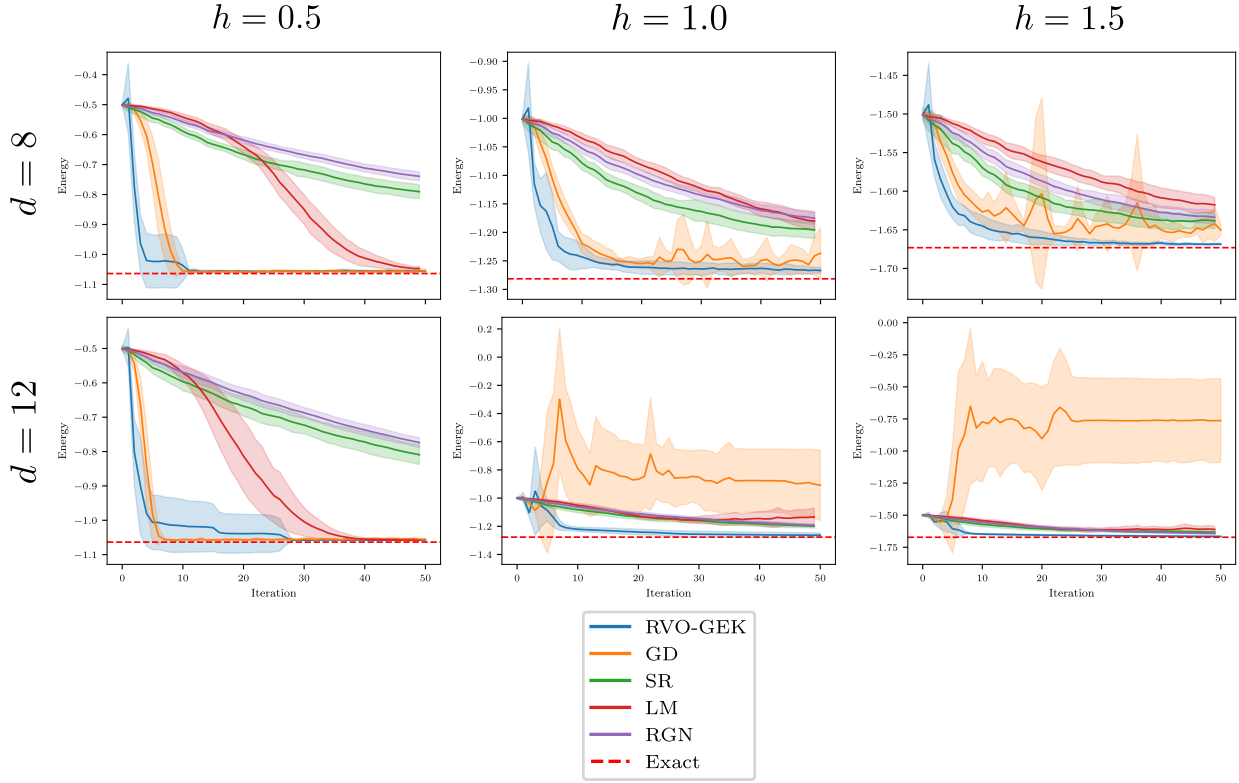 h = 0.5
h = 1.0
h = 1.5
d = 8
Energy
−0.4
−0.5
−0.6
−0.7
−0.8
−0.9
−1.0
−1.1
Energy
−0.90
−0.95
−1.00
−1.05
−1.10
−1.15
−1.20
−1.25
−1.30
Energy
−1.45
−1.50
−1.55
−1.60
−1.65
−1.70
d = 12
Energy
−0.5
−0.6
−0.7
−0.8
−0.9
−1.0
−1.1
0 10 20 30 40 50
Iteration
Energy
0.2
0.0
−0.2
−0.4
−0.6
−0.8
−1.0
−1.2
−1.4
0 10 20 30 40 50
Iteration
Energy
0.00
−0.25
−0.50
−0.75
−1.00
−1.25
−1.50
−1.75
0 10 20 30 40 50
Iteration
RVO-GEK
GD
SR
LM
RGN
Exact